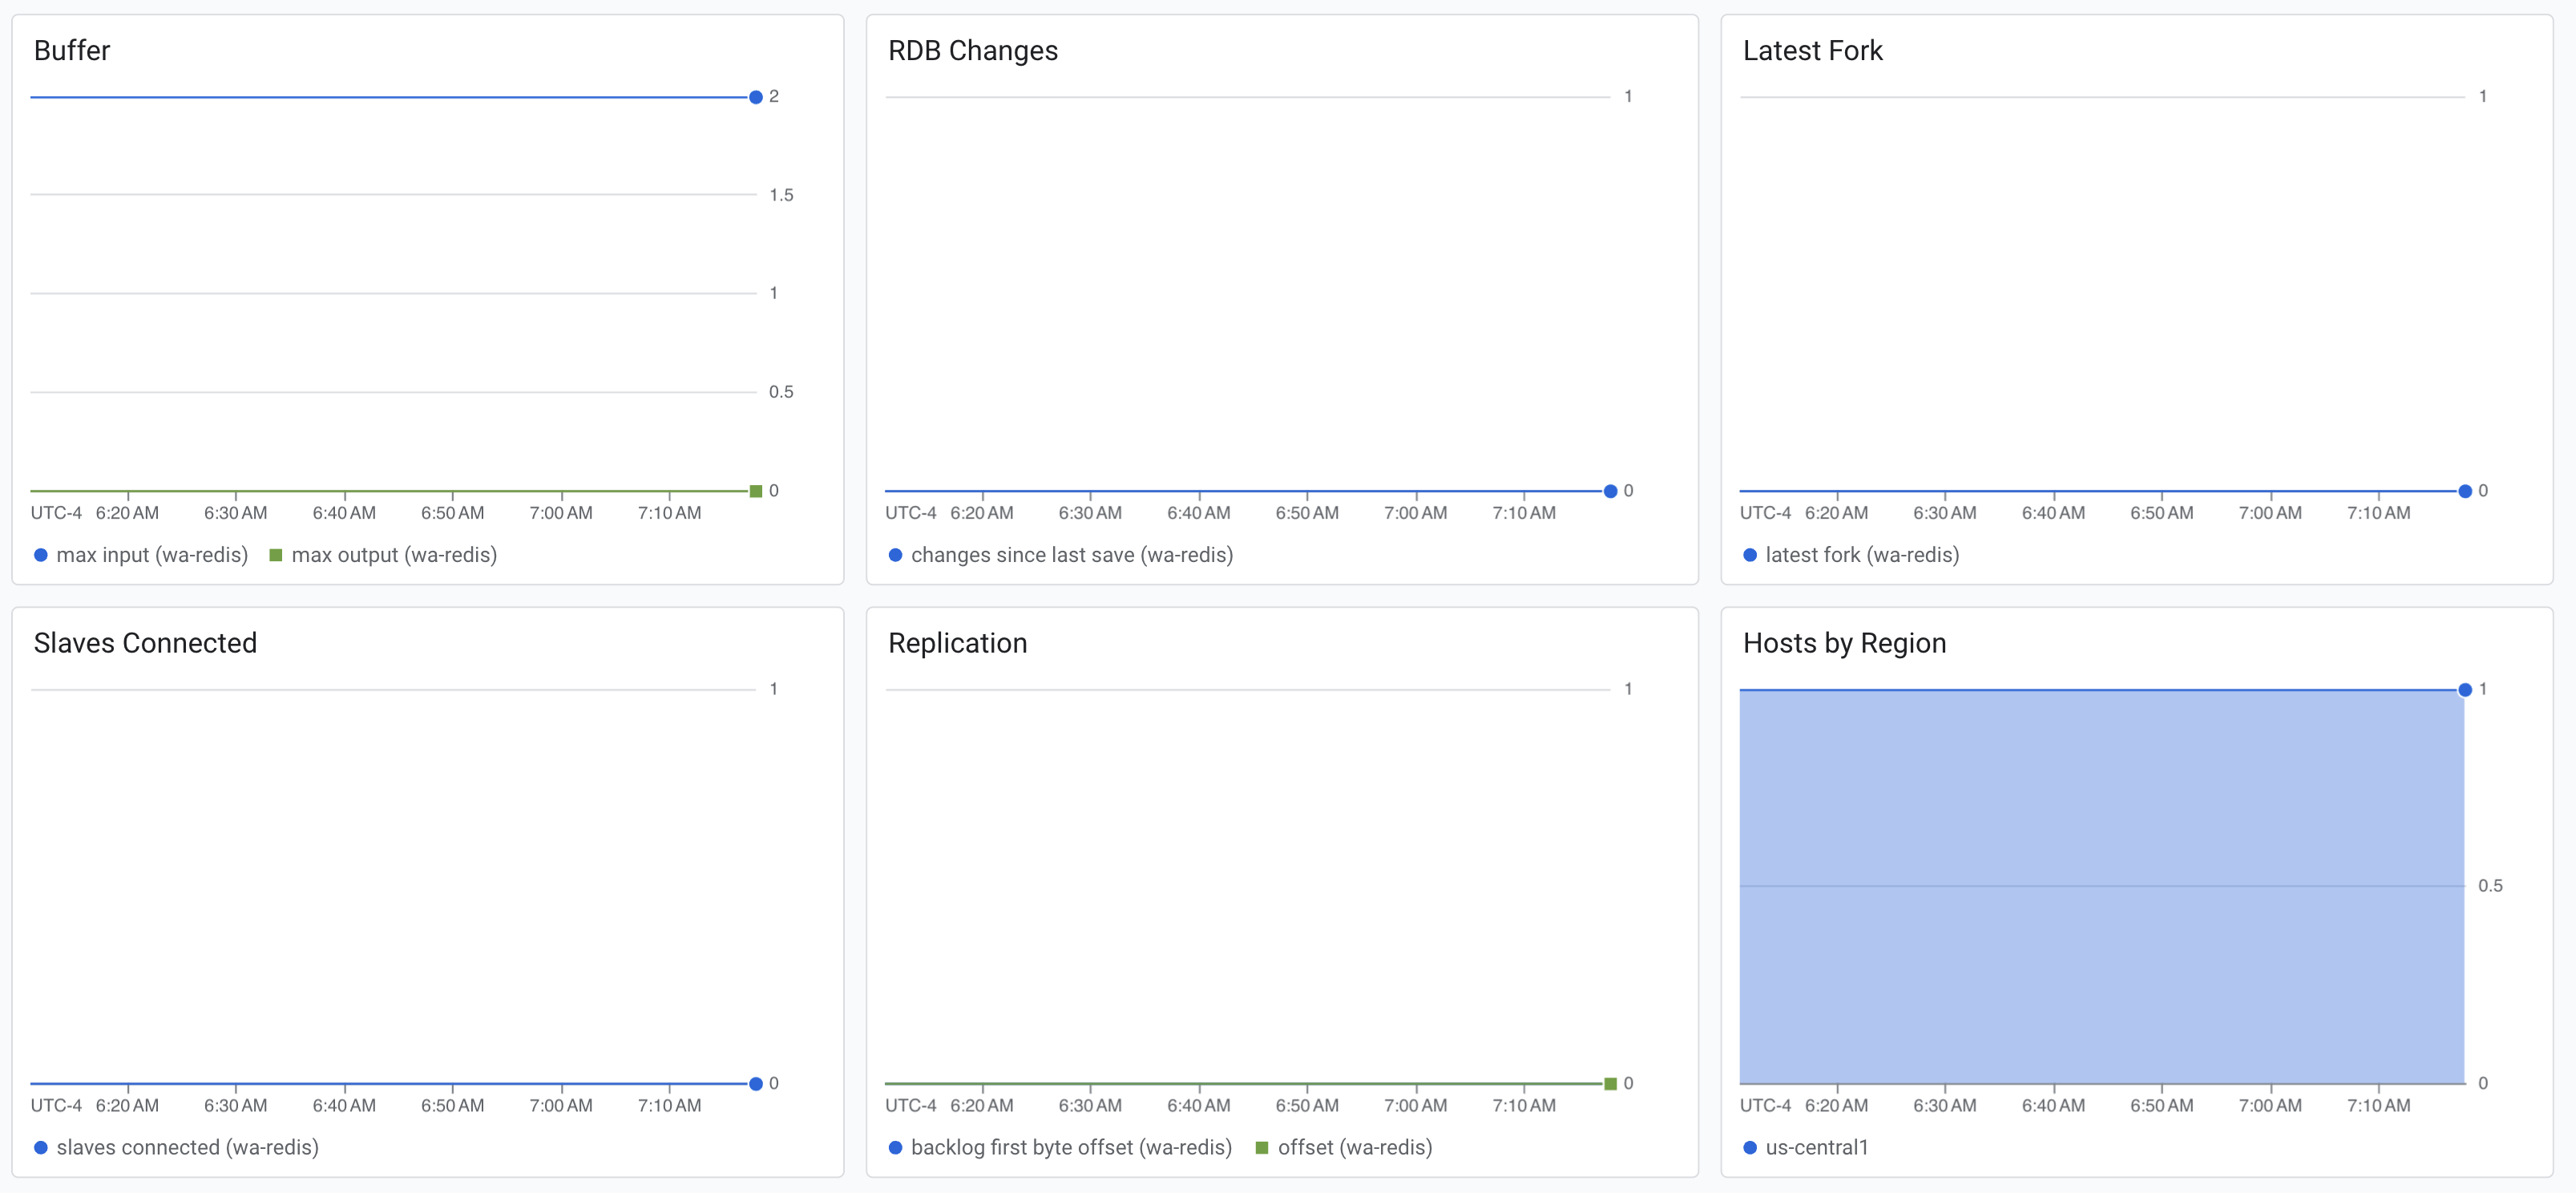 Buffer
2
1.5
1
0.5
0
UTC-4 6:20 AM 6:30 AM 6:40 AM 6:50 AM 7:00 AM 7:10 AM
max input (wa-redis) max output (wa-redis)
RDB Changes
1
0
UTC-4 6:20 AM 6:30 AM 6:40 AM 6:50 AM 7:00 AM 7:10 AM
changes since last save (wa-redis)
Latest Fork
1
0
UTC-4 6:20 AM 6:30 AM 6:40 AM 6:50 AM 7:00 AM 7:10 AM
latest fork (wa-redis)
Slaves Connected
1
0
UTC-4 6:20 AM 6:30 AM 6:40 AM 6:50 AM 7:00 AM 7:10 AM
slaves connected (wa-redis)
Replication
1
0
UTC-4 6:20 AM 6:30 AM 6:40 AM 6:50 AM 7:00 AM 7:10 AM
backlog first byte offset (wa-redis) offset (wa-redis)
Hosts by Region
1
0.5
0
UTC-4 6:20 AM 6:30 AM 6:40 AM 6:50 AM 7:00 AM 7:10 AM
us-central1